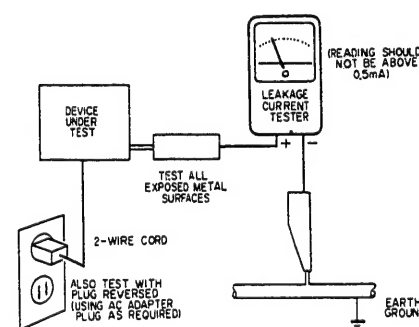 DEVICE
UNDER
TEST
(READING SHOULD
NOT BE ABOVE
0.5mA)
LEAKAGE
CURRENT
TESTER
+ -
TEST ALL
EXPOSED METAL
SURFACES
2-WIRE CORD
ALSO TEST WITH
PLUG REVERSED
(USING AC ADAPTER
PLUG AS REQUIRED)
EARTH
GROUND